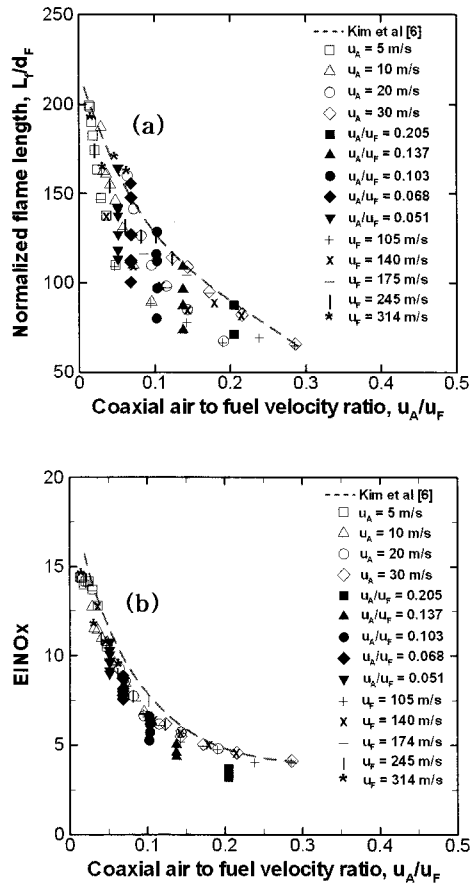 250
200
150
100
50
Normalized flame length, L_f/d_F
(a)
Kim et al [6]
u_A = 5 m/s
u_A = 10 m/s
u_A = 20 m/s
u_A = 30 m/s
u_A/u_F = 0.205
u_A/u_F = 0.137
u_A/u_F = 0.103
u_A/u_F = 0.068
u_A/u_F = 0.051
u_F = 105 m/s
u_F = 140 m/s
u_F = 175 m/s
u_F = 245 m/s
u_F = 314 m/s
0 0.1 0.2 0.3 0.4 0.5
Coaxial air to fuel velocity ratio, u_A/u_F
20
15
10
5
0
EINOx
(b)
Kim et al [6]
u_A = 5 m/s
u_A = 10 m/s
u_A = 20 m/s
u_A = 30 m/s
u_A/u_F = 0.205
u_A/u_F = 0.137
u_A/u_F = 0.103
u_A/u_F = 0.068
u_A/u_F = 0.051
u_F = 105 m/s
u_F = 140 m/s
u_F = 174 m/s
u_F = 245 m/s
u_F = 314 m/s
0 0.1 0.2 0.3 0.4 0.5
Coaxial air to fuel velocity ratio, u_A/u_F